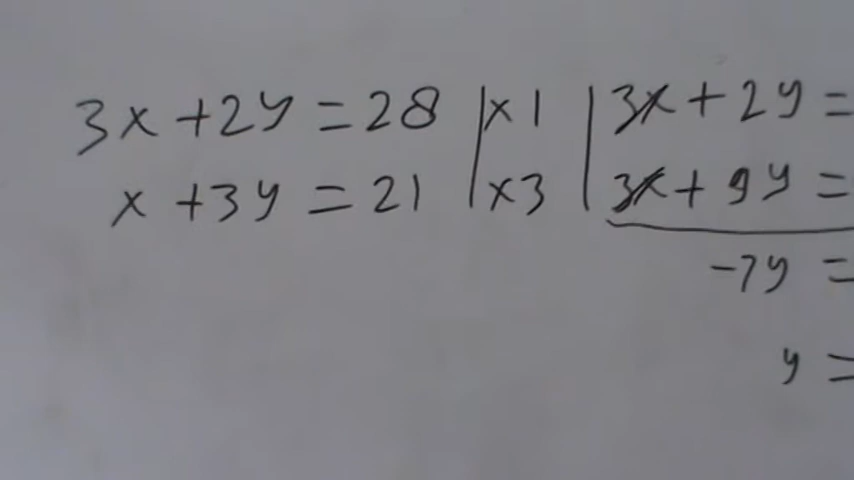 3x + 2y = 28 | x 1 | 3x + 2y =
x + 3y = 21 | x 3 | 3x + 9y =
-7y =
y =